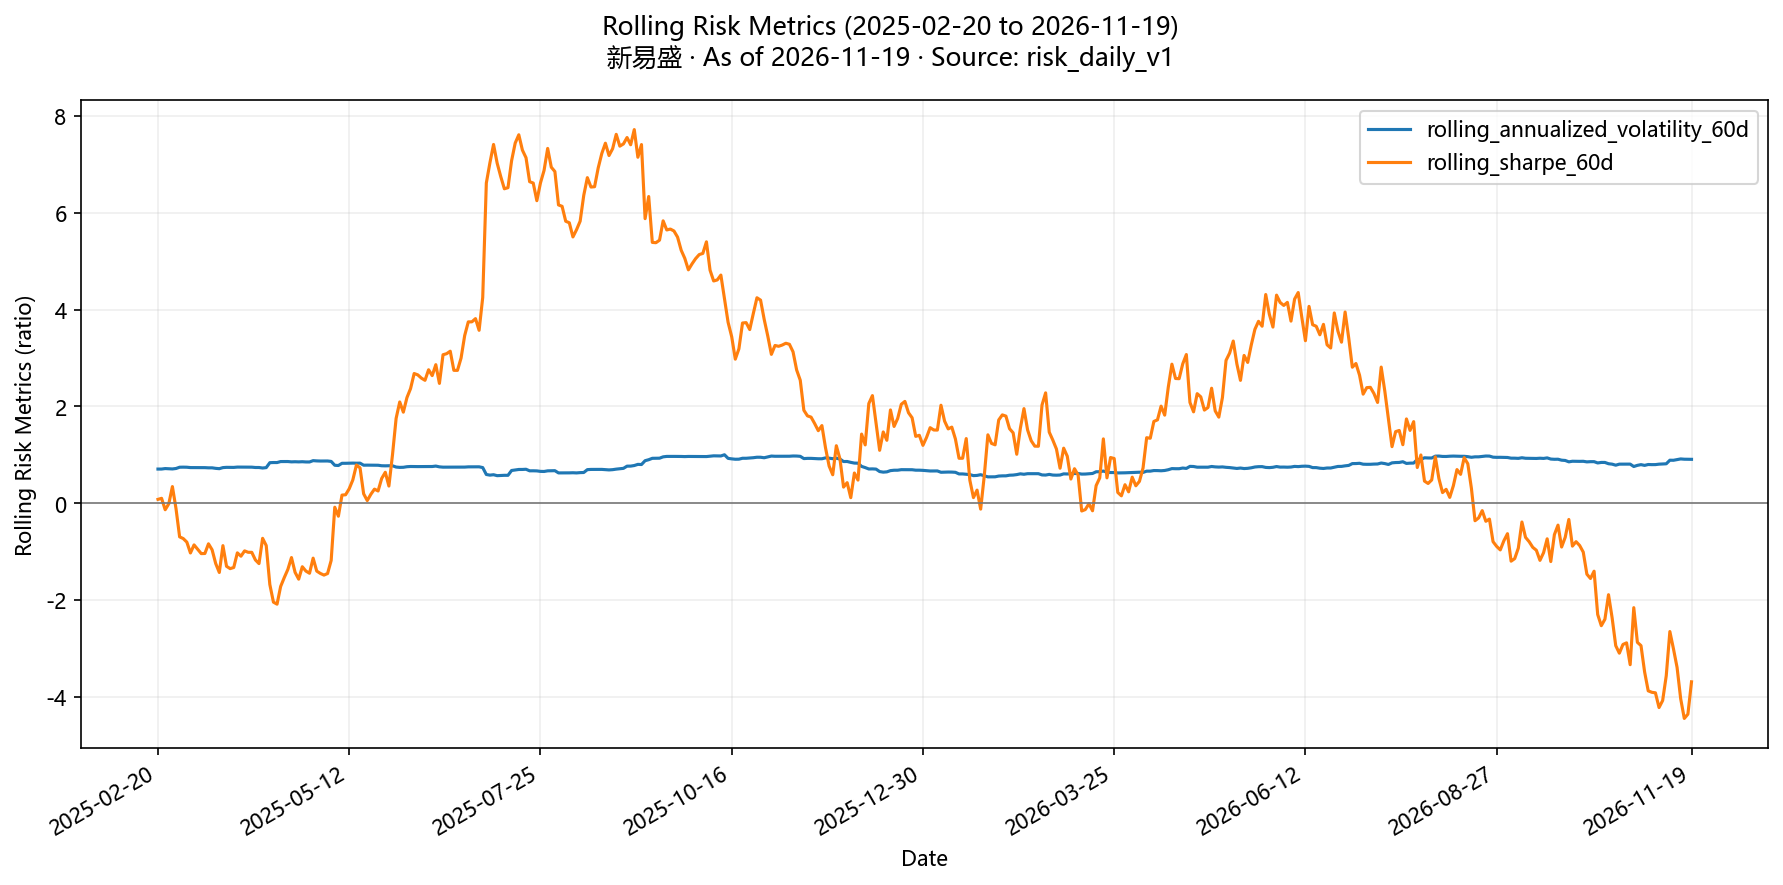 Rolling Risk Metrics (2025-02-20 to 2026-11-19)
新易盛 · As of 2026-11-19 · Source: risk_daily_v1
rolling_annualized_volatility_60d
rolling_sharpe_60d
Rolling Risk Metrics (ratio)
8
6
4
2
0
-2
-4
2025-02-20
2025-05-12
2025-07-25
2025-10-16
2025-12-30
2026-03-25
2026-06-12
2026-08-27
2026-11-19
Date